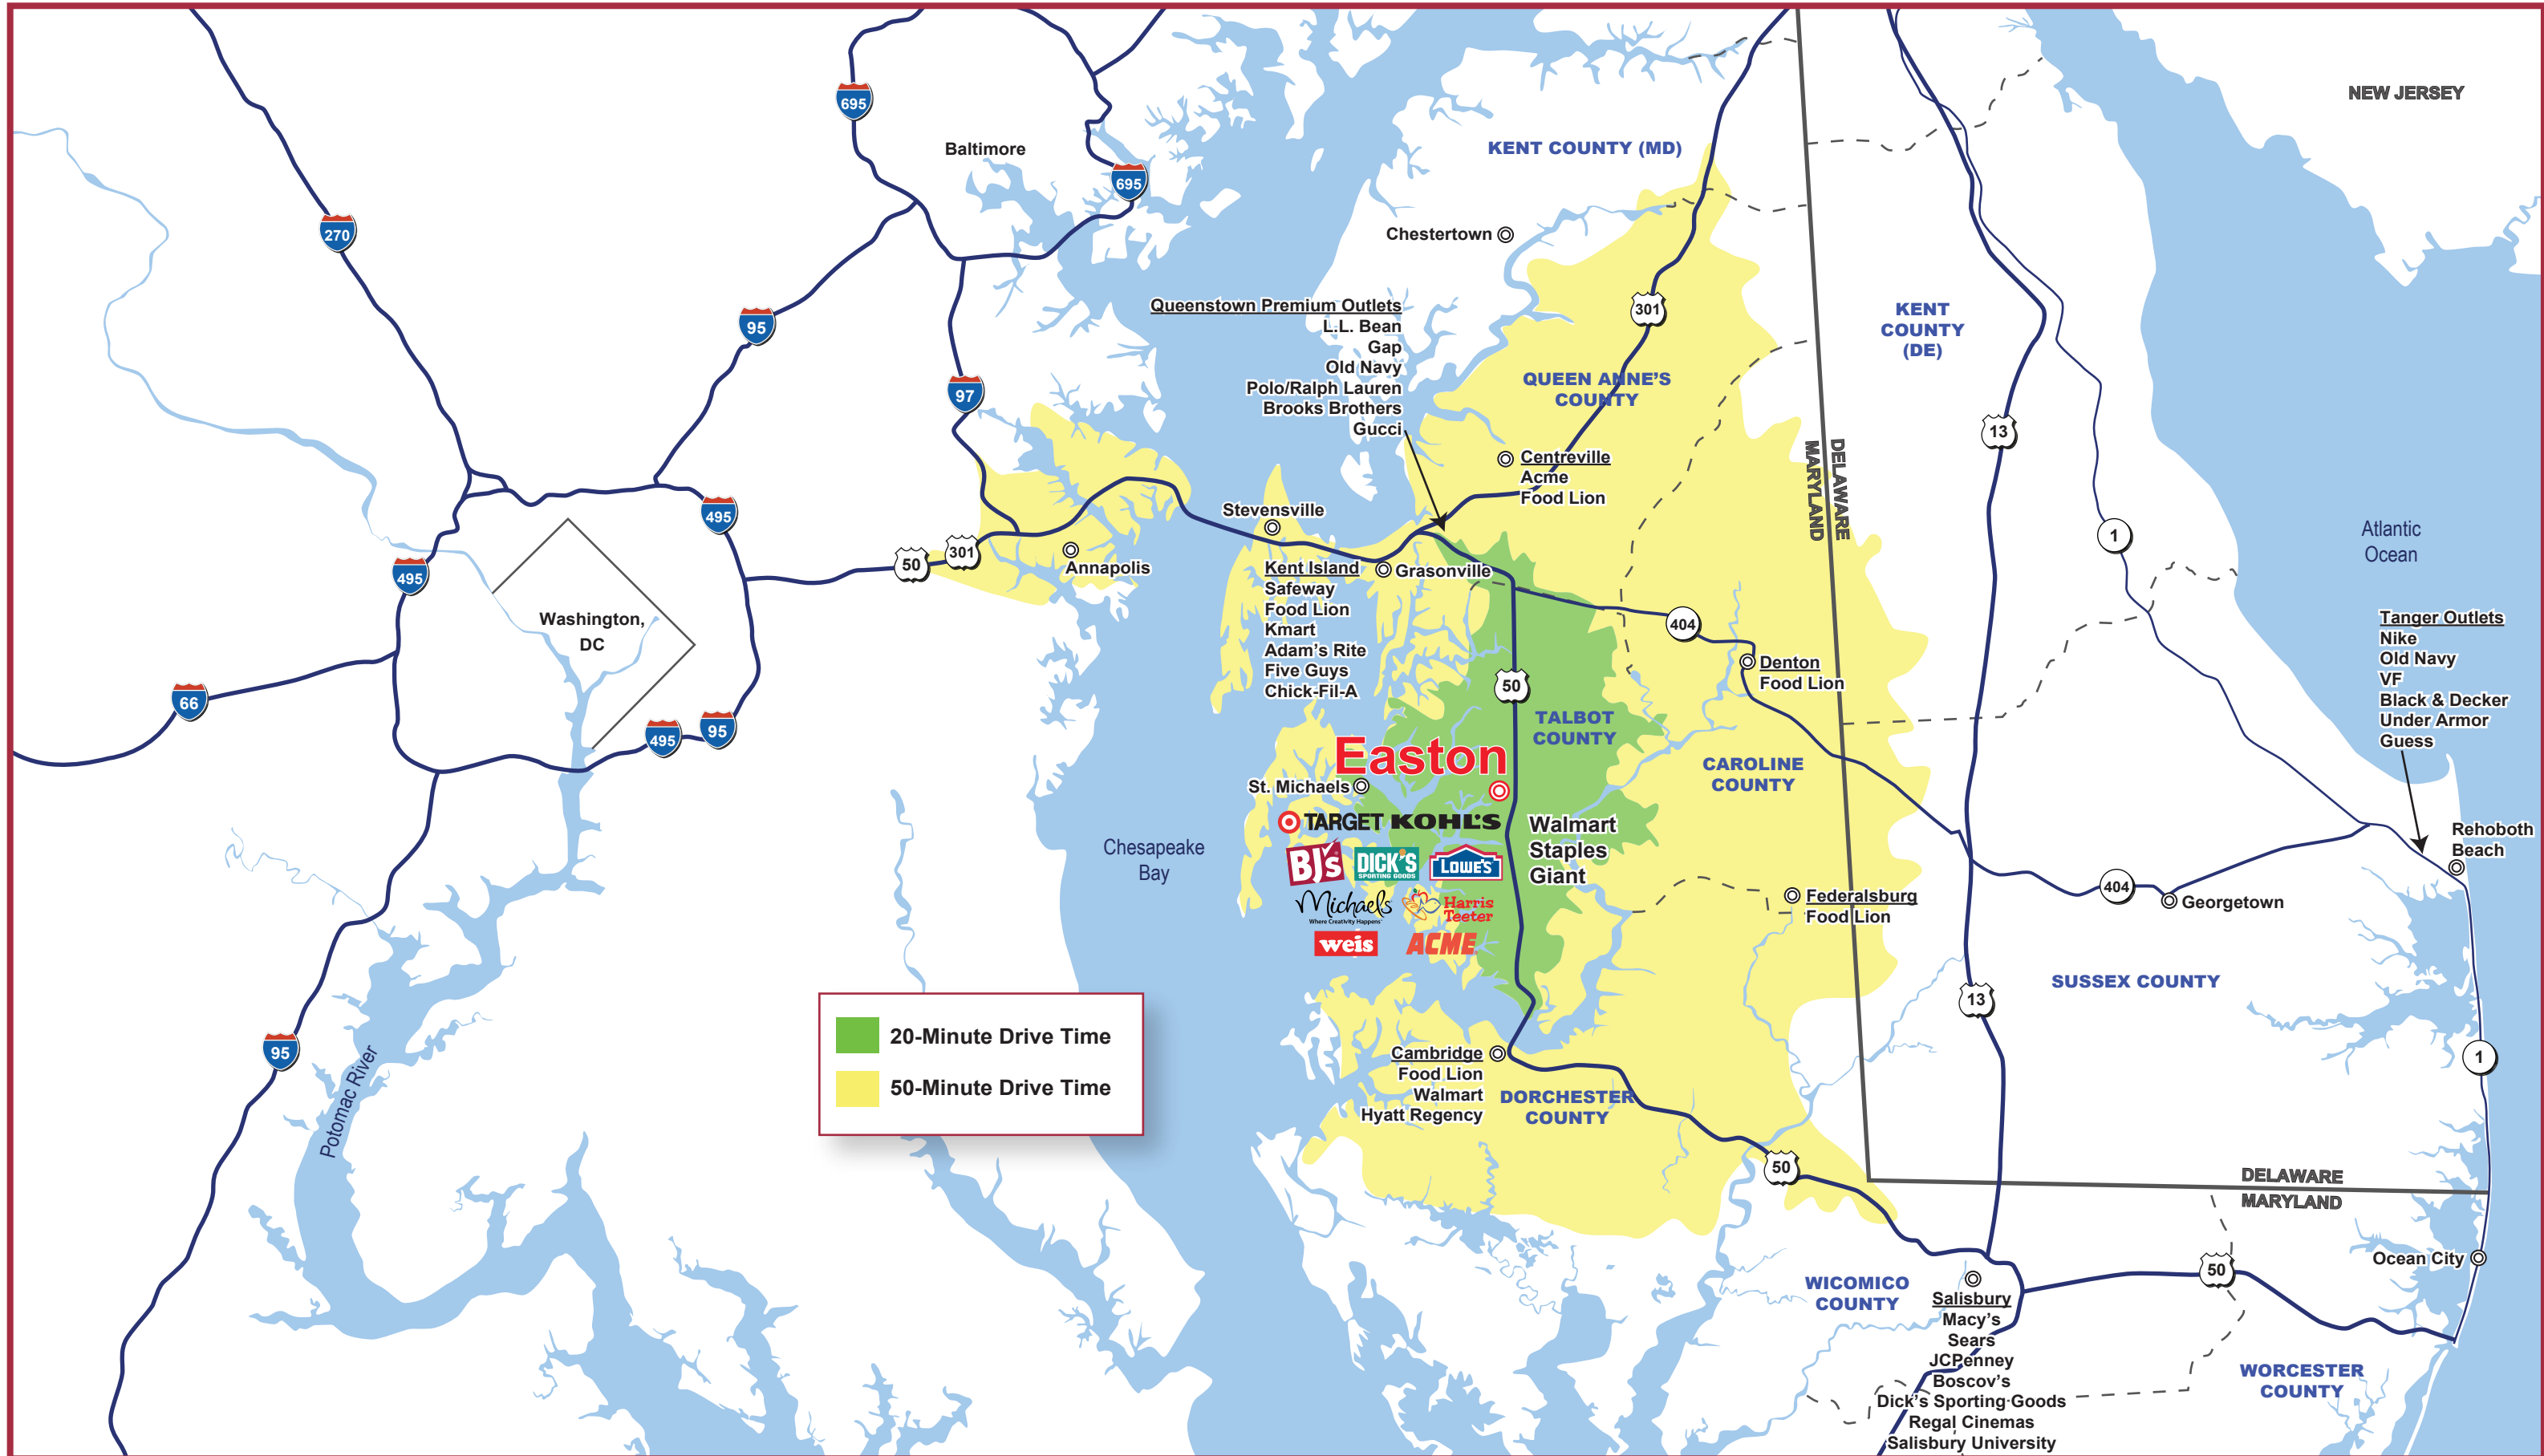 NEW JERSEY
695
Baltimore
KENT COUNTY (MD)
695
270
Chestertown
Queenstown Premium Outlets
L.L. Bean
Gap
Old Navy
Polo/Ralph Lauren
Brooks Brothers
Gucci
301
KENT
COUNTY
(DE)
95
97
QUEEN ANNE'S
COUNTY
13
Centreville
Acme
Food Lion
DELAWARE
MARYLAND
495
Stevensville
1
Atlantic
Ocean
50
301
Annapolis
495
Kent Island
Safeway
Food Lion
Kmart
Adam's Rite
Five Guys
Chick-Fil-A
Grasonville
Washington,
DC
404
Tanger Outlets
Nike
Old Navy
VF
Black & Decker
Under Armor
Guess
Denton
Food Lion
50
66
TALBOT
COUNTY
495
95
Easton
CAROLINE
COUNTY
St. Michaels
TARGET
KOHL'S
Walmart
Staples
Giant
Chesapeake
Bay
Rehoboth
Beach
BJ's
DICK'S
SPORTING GOODS
LOWE'S
Michaels
Where Creativity Happens
Harris
Teeter
404
Georgetown
Federalsburg
Food Lion
weis
ACME
SUSSEX COUNTY
13
20-Minute Drive Time
50-Minute Drive Time
95
Potomac River
Cambridge
Food Lion
Walmart
Hyatt Regency
DORCHESTER
COUNTY
1
50
DELAWARE
MARYLAND
Ocean City
50
WICOMICO
COUNTY
Salisbury
Macy's
Sears
JCPenney
Boscov's
Dick's Sporting Goods
Regal Cinemas
Salisbury University
WORCESTER
COUNTY